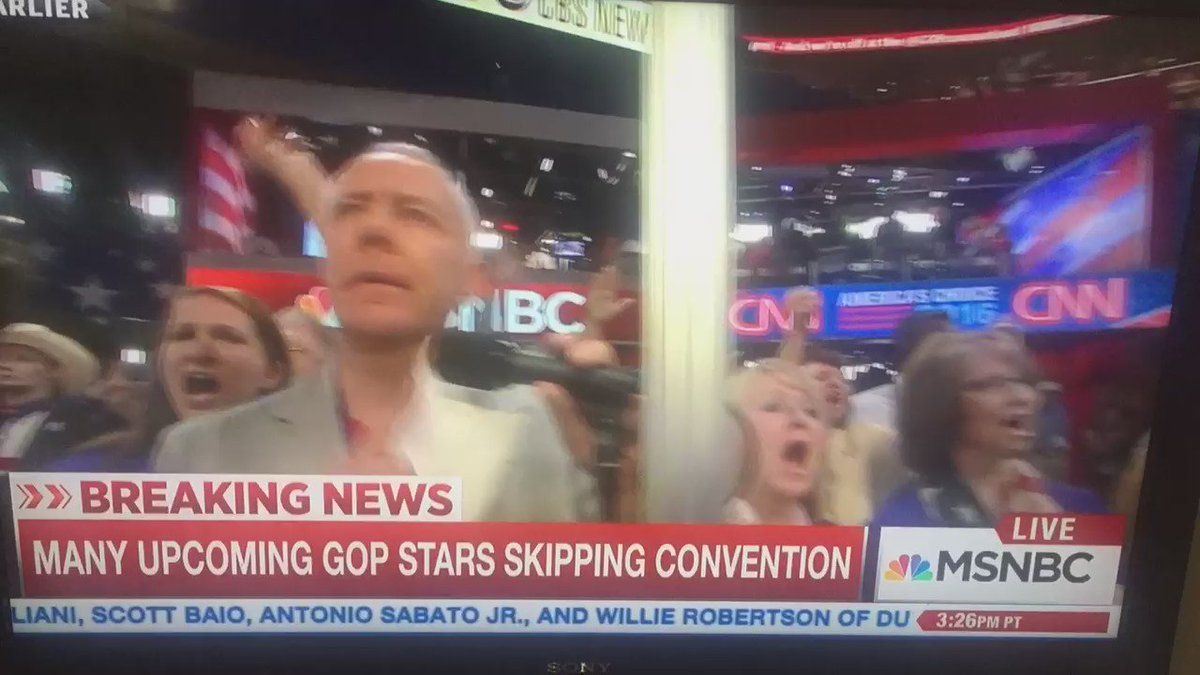 ARLIER
CBS NEW
NBC
CNN
AMERICA'S CHOICE
2016
CNN
BREAKING NEWS
LIVE
MANY UPCOMING GOP STARS SKIPPING CONVENTION
MSNBC
LIANI, SCOTT BAIO, ANTONIO SABATO JR., AND WILLIE ROBERTSON OF DU
3:26PM PT
SONY